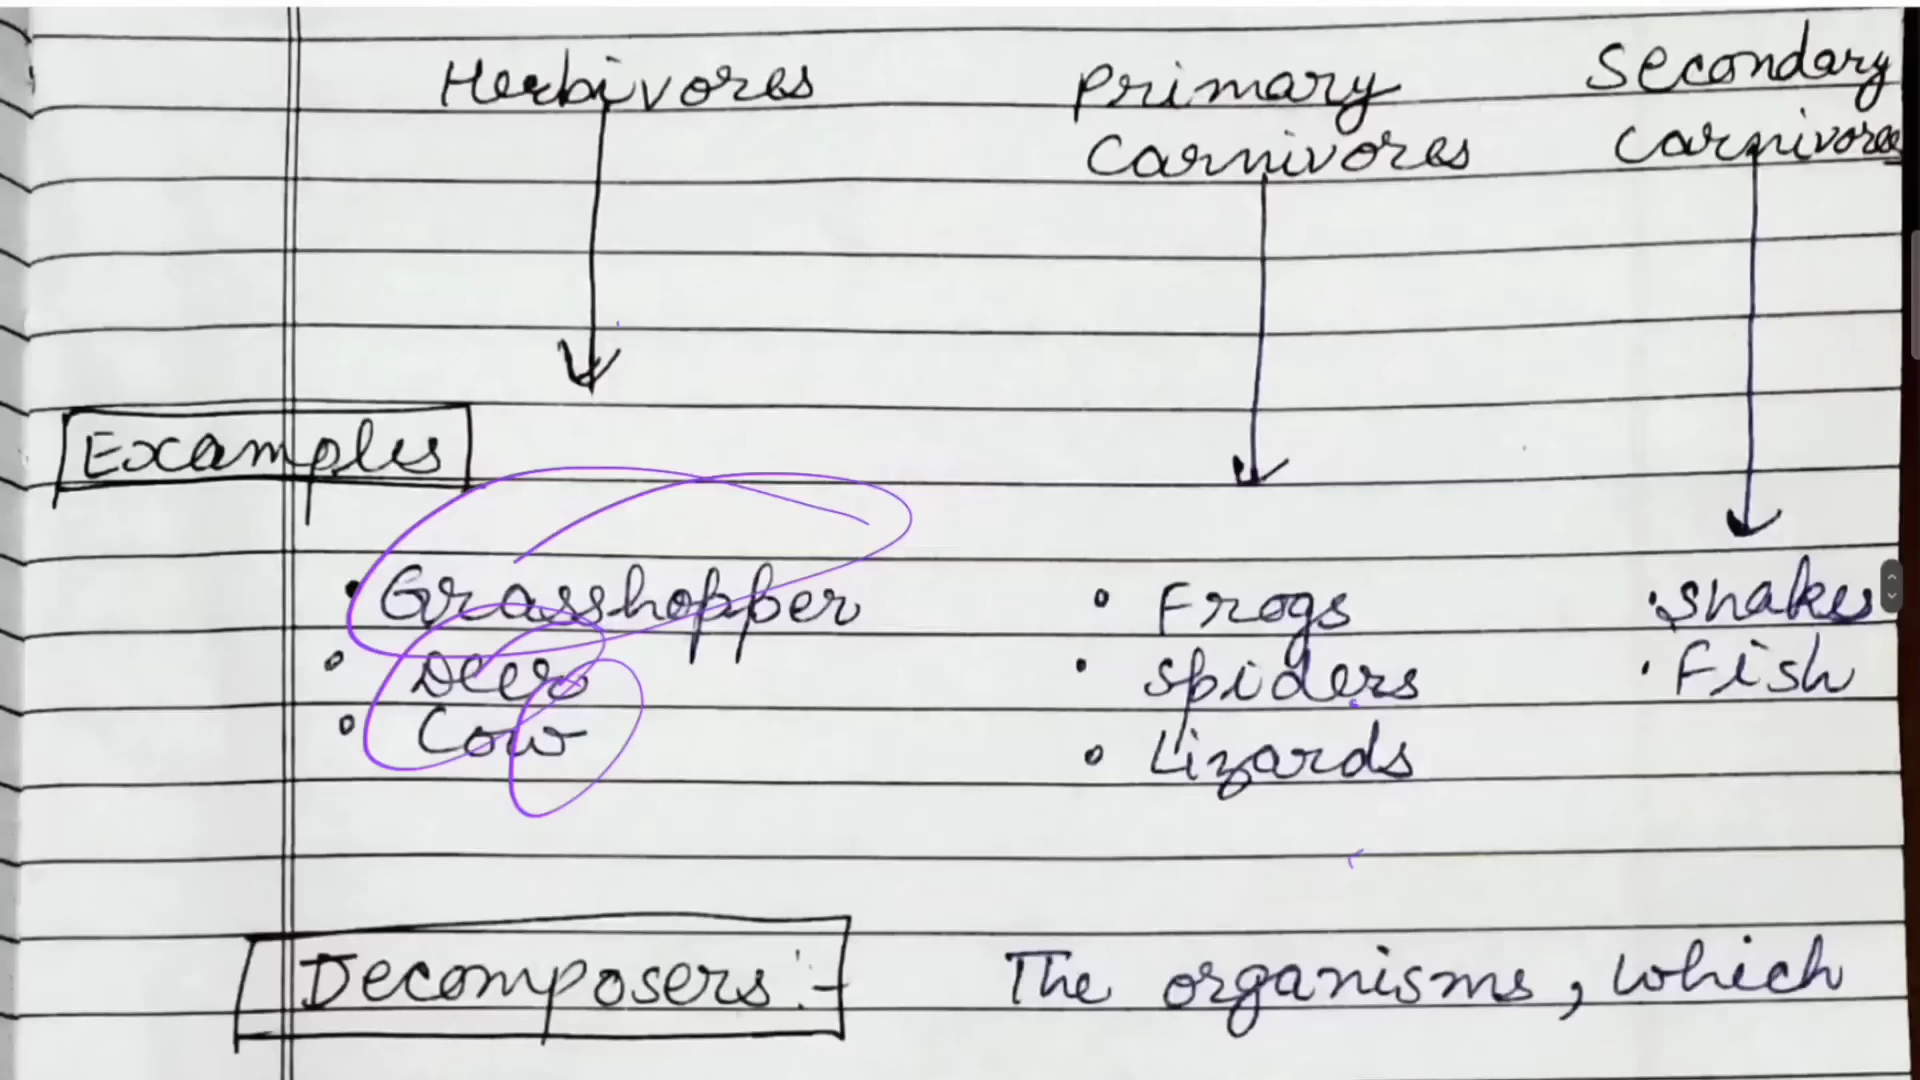 Herbivores Primary Secondary
Carnivores Carnivores
Examples
• Grasshopper • Frogs • Snakes
• Deer • Spiders • Fish
• Cow • Lizards
Decomposers :- The organisms, which